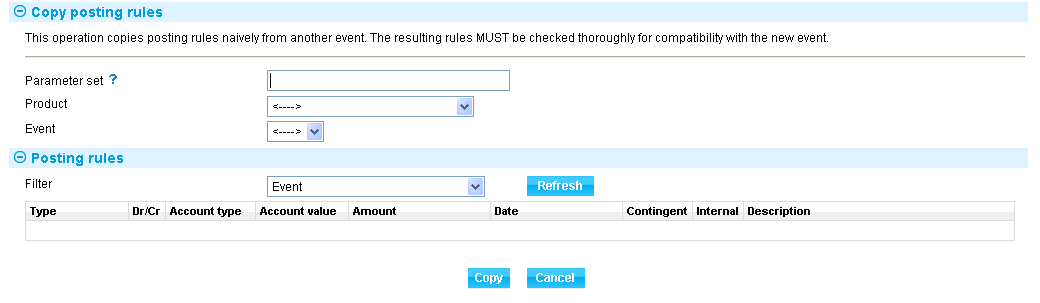 Copy posting rules
This operation copies posting rules naively from another event. The resulting rules MUST be checked thoroughly for compatibility with the new event.
Parameter set ?
Product <---->
Event <---->
Posting rules
Filter Event Refresh
Type Dr/Cr Account type Account value Amount Date Contingent Internal Description
Copy Cancel